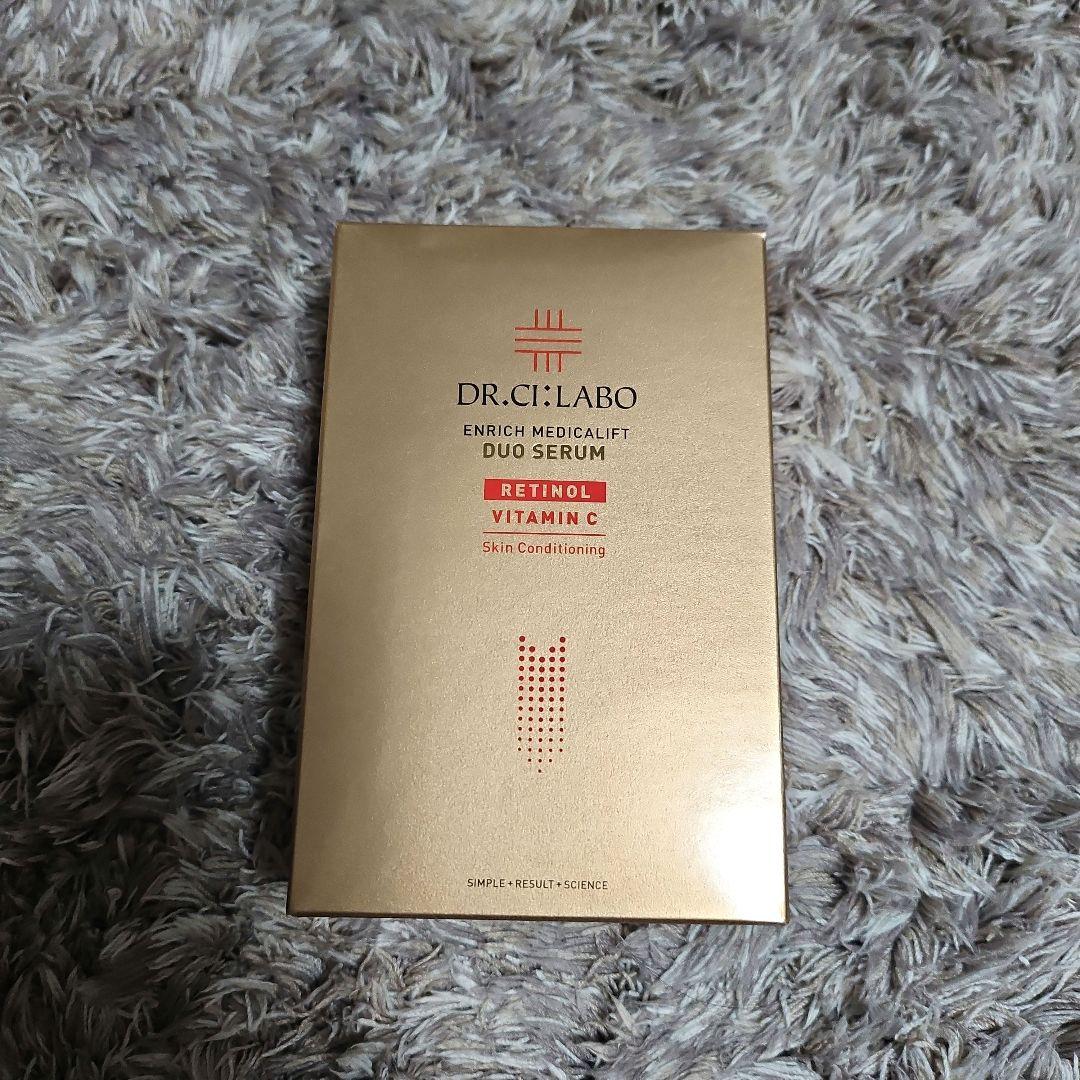 DR.CI:LABO
ENRICH MEDICALIFT
DUO SERUM
RETINOL
VITAMIN C
Skin Conditioning
SIMPLE+RESULT+SCIENCE